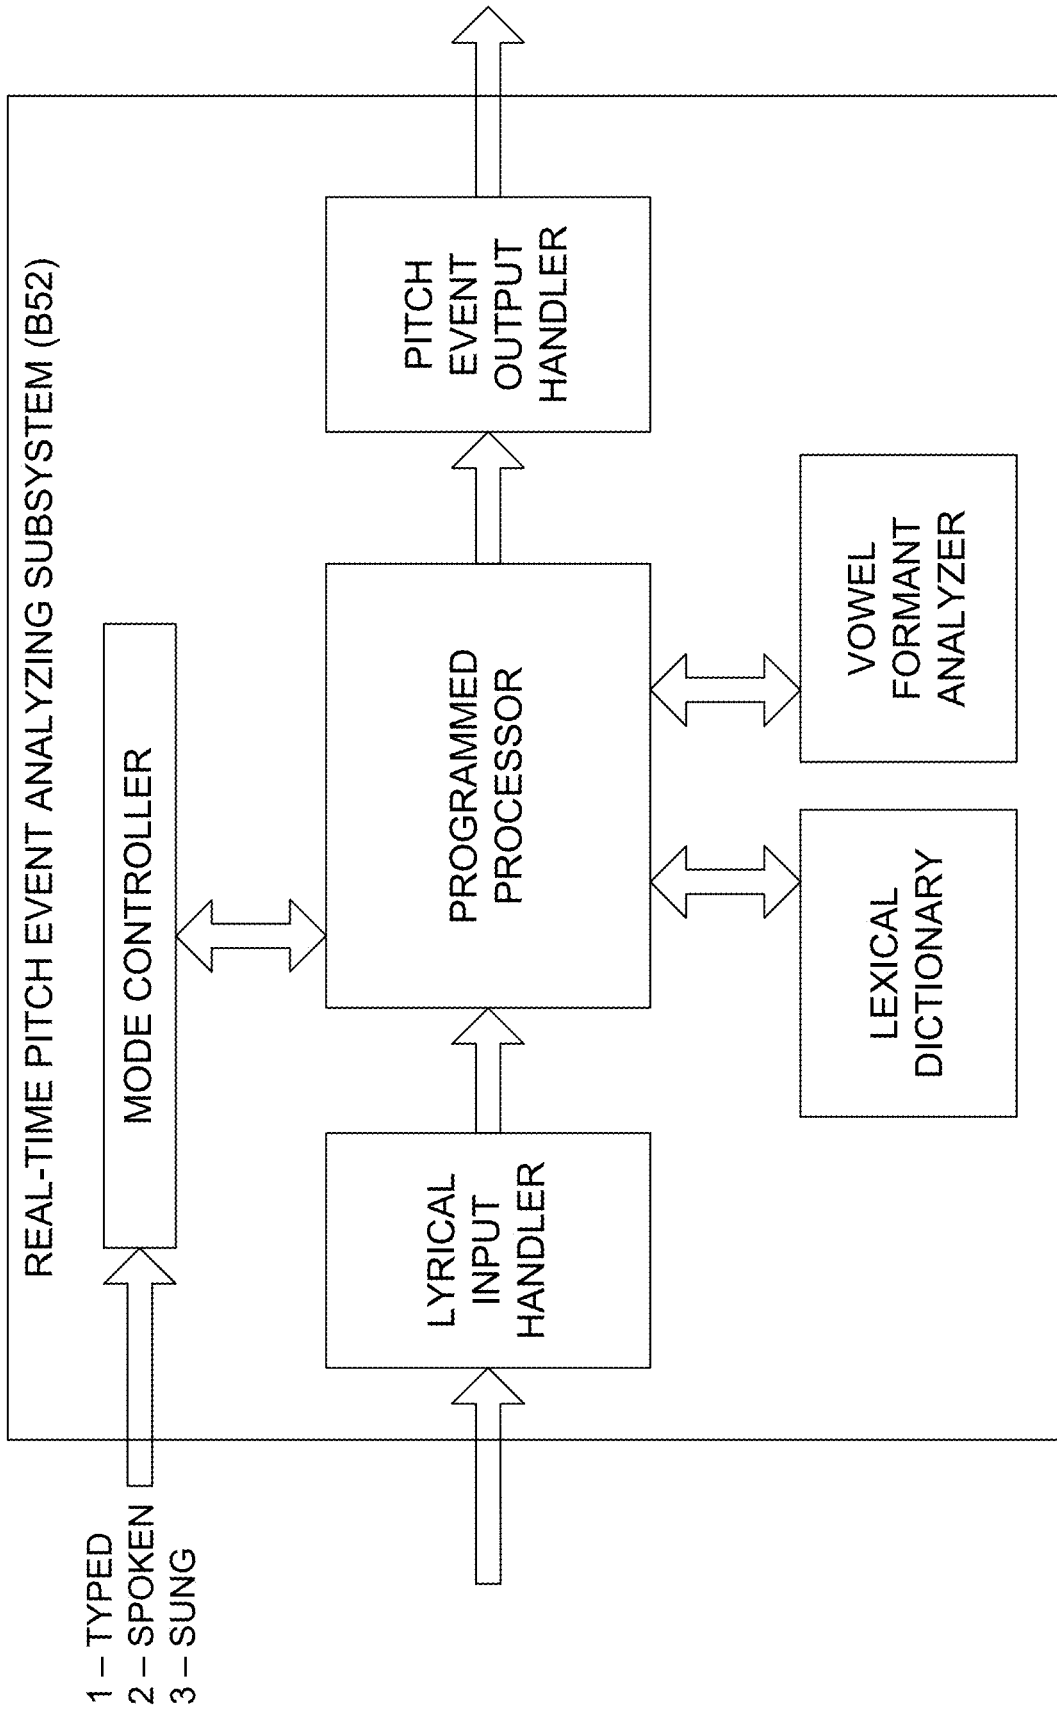 REAL-TIME PITCH EVENT ANALYZING SUBSYSTEM (B52)
1 – TYPED
2 – SPOKEN
3 – SUNG
MODE CONTROLLER
LYRICAL
INPUT
HANDLER
PROGRAMMED
PROCESSOR
PITCH
EVENT
OUTPUT
HANDLER
LEXICAL
DICTIONARY
VOWEL
FORMANT
ANALYZER